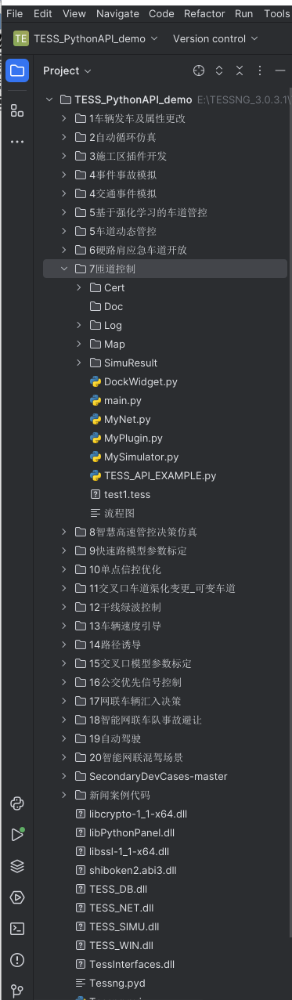 File Edit View Navigate Code Refactor Run Tools
TE TESS_PythonAPI_demo Version control
Project
TESS_PythonAPI_demo E:\TESSNG_3.0.3.1\
1车辆发车及属性更改
2自动循环仿真
3施工区插件开发
4事件事故模拟
4交通事件模拟
5基于强化学习的车道管控
5车道动态管控
6硬路肩应急车道开放
7匝道控制
Cert
Doc
Log
Map
SimuResult
DockWidget.py
main.py
MyNet.py
MyPlugin.py
MySimulator.py
TESS_API_EXAMPLE.py
test1.tess
流程图
8智慧高速管控决策仿真
9快速路模型参数标定
10单点信控优化
11交叉口车道渠化变更_可变车道
12干线绿波控制
13车辆速度引导
14路径诱导
15交叉口模型参数标定
16公交优先信号控制
17网联车辆汇入决策
18智能网联车队事故避让
19自动驾驶
20智能网联混驾场景
SecondaryDevCases-master
新闻案例代码
libcrypto-1_1-x64.dll
libPythonPanel.dll
libssl-1_1-x64.dll
shiboken2.abi3.dll
TESS_DB.dll
TESS_NET.dll
TESS_SIMU.dll
TESS_WIN.dll
TessInterfaces.dll
Tessng.pyd